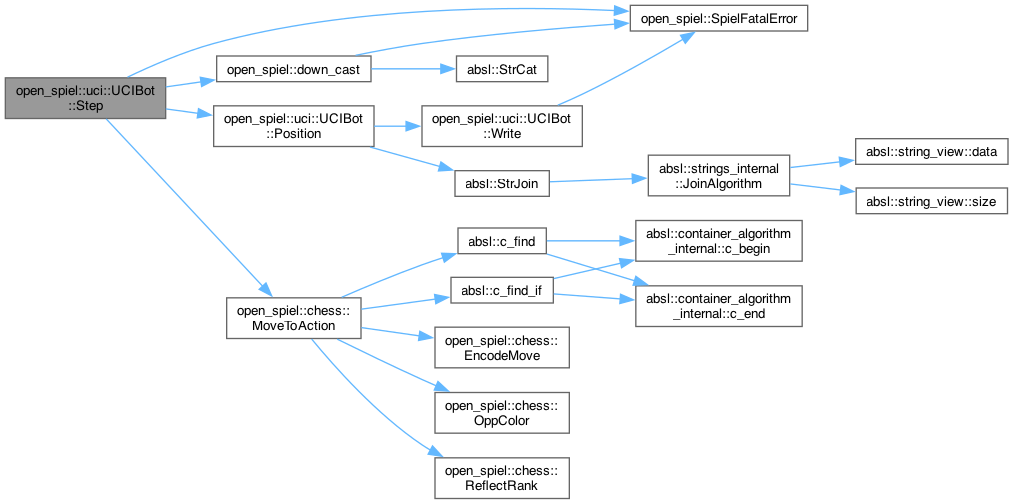 open_spiel::SpielFatalError
open_spiel::down_cast
absl::StrCat
open_spiel::uci::UCIBot
::Step
open_spiel::uci::UCIBot
::Position
open_spiel::uci::UCIBot
::Write
absl::StrJoin
absl::strings_internal
::JoinAlgorithm
absl::string_view::data
absl::string_view::size
absl::c_find
absl::container_algorithm
_internal::c_begin
absl::c_find_if
absl::container_algorithm
_internal::c_end
open_spiel::chess::
MoveToAction
open_spiel::chess::
EncodeMove
open_spiel::chess::
OppColor
open_spiel::chess::
ReflectRank